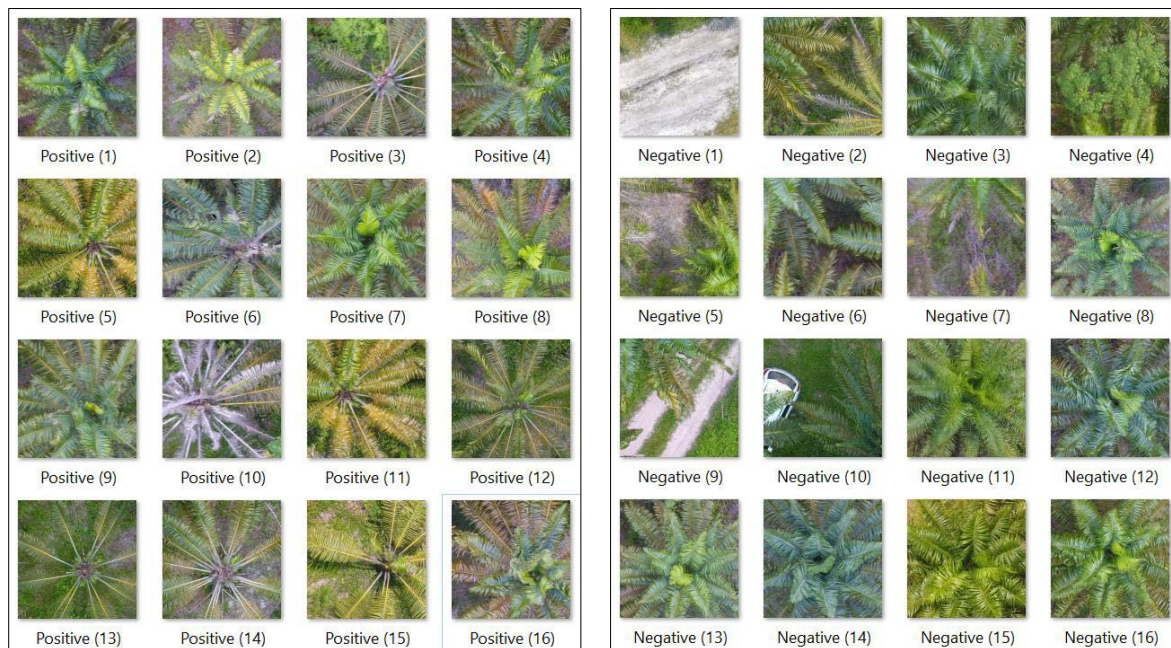 Positive (1) Positive (2) Positive (3) Positive (4)
Positive (5) Positive (6) Positive (7) Positive (8)
Positive (9) Positive (10) Positive (11) Positive (12)
Positive (13) Positive (14) Positive (15) Positive (16)
Negative (1) Negative (2) Negative (3) Negative (4)
Negative (5) Negative (6) Negative (7) Negative (8)
Negative (9) Negative (10) Negative (11) Negative (12)
Negative (13) Negative (14) Negative (15) Negative (16)